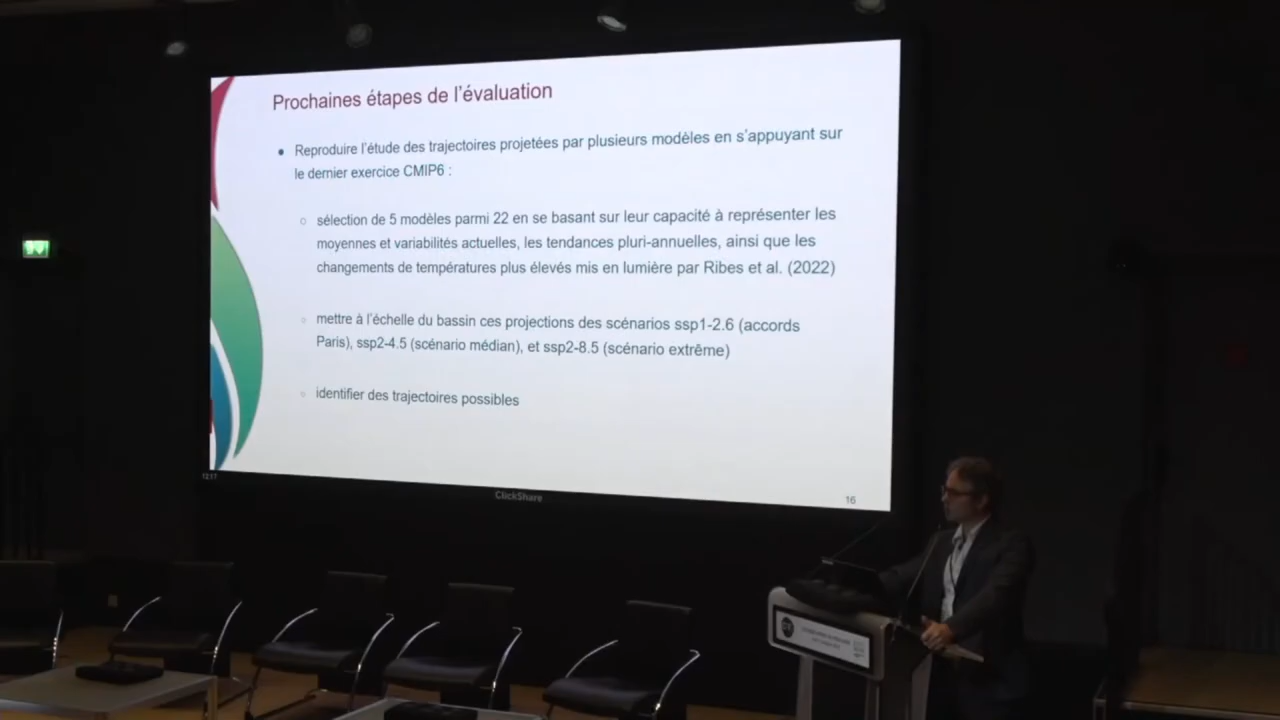 Prochaines étapes de l'évaluation
● Reproduire l'étude des trajectoires projetées par plusieurs modèles en s'appuyant sur
le dernier exercice CMIP6 :
○ sélection de 5 modèles parmi 22 en se basant sur leur capacité à représenter les
moyennes et variabilités actuelles, les tendances pluri-annuelles, ainsi que les
changements de températures plus élevés mis en lumière par Ribes et al. (2022)
○ mettre à l'échelle du bassin ces projections des scénarios ssp1-2.6 (accords
Paris), ssp2-4.5 (scénario médian), et ssp2-8.5 (scénario extrême)
○ identifier des trajectoires possibles
12:17
ClickShare
16